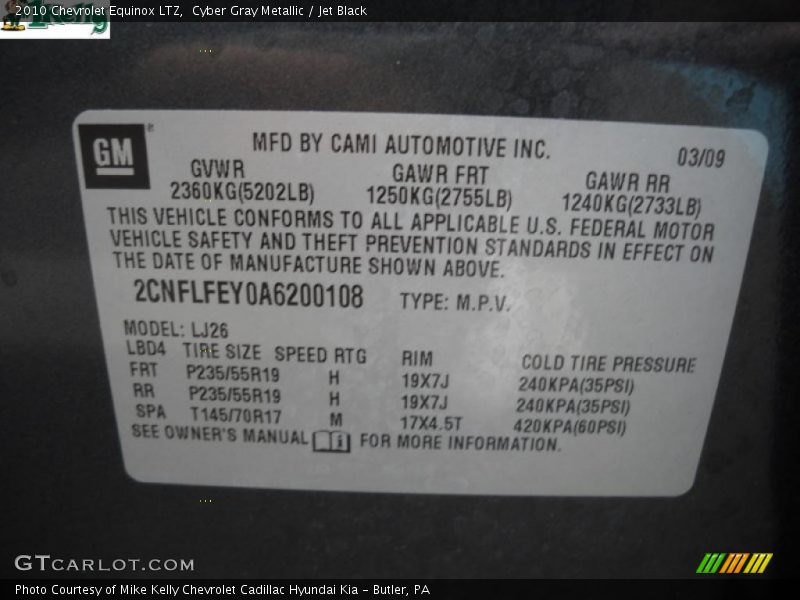 2010 Chevrolet Equinox LTZ, Cyber Gray Metallic / Jet Black
GM
MFD BY CAMI AUTOMOTIVE INC.
03/09
GVWR GAWR FRT GAWR RR
2360KG(5202LB) 1250KG(2755LB) 1240KG(2733LB)
THIS VEHICLE CONFORMS TO ALL APPLICABLE U.S. FEDERAL MOTOR
VEHICLE SAFETY AND THEFT PREVENTION STANDARDS IN EFFECT ON
THE DATE OF MANUFACTURE SHOWN ABOVE.
2CNFLFEY0A6200108 TYPE: M.P.V.
MODEL: LJ26
LBD4 TIRE SIZE SPEED RTG RIM COLD TIRE PRESSURE
FRT P235/55R19 H 19X7J 240KPA(35PSI)
RR P235/55R19 H 19X7J 240KPA(35PSI)
SPA T145/70R17 M 17X4.5T 420KPA(60PSI)
SEE OWNER'S MANUAL i FOR MORE INFORMATION.
GTCARLOT.COM
Photo Courtesy of Mike Kelly Chevrolet Cadillac Hyundai Kia - Butler, PA